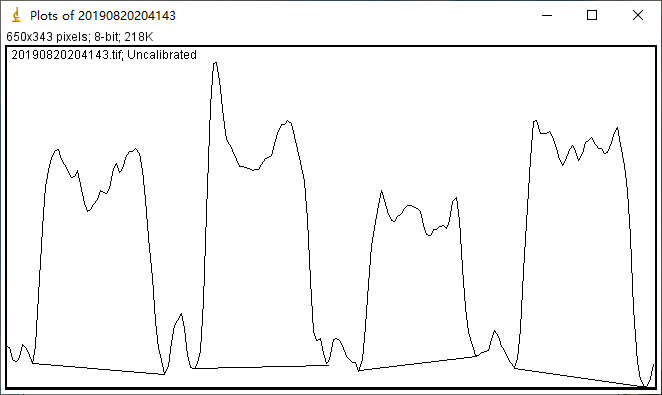 Plots of 20190820204143
650x343 pixels; 8-bit; 218K
20190820204143.tif; Uncalibrated